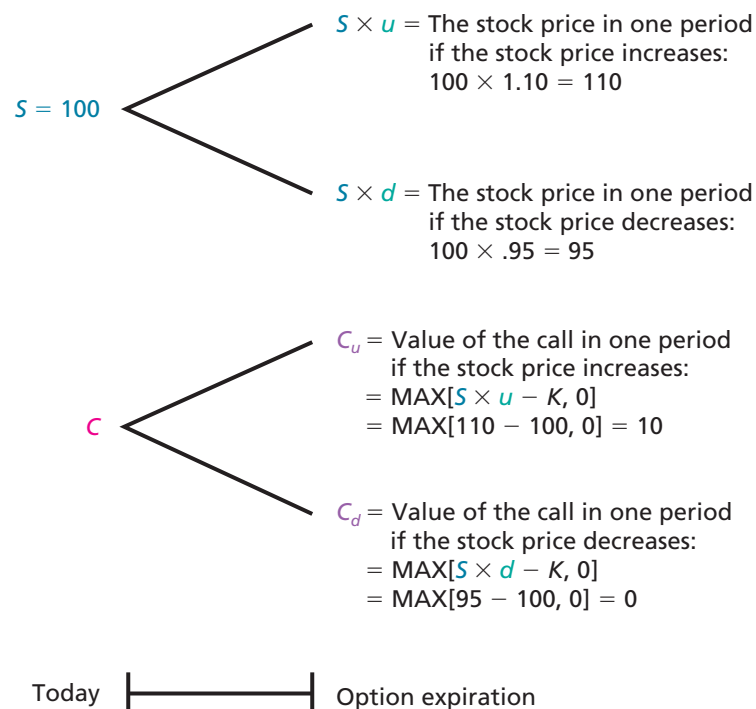 S × u = The stock price in one period
if the stock price increases:
100 × 1.10 = 110
S = 100
S × d = The stock price in one period
if the stock price decreases:
100 × .95 = 95
C_u = Value of the call in one period
if the stock price increases:
= MAX[S × u − K, 0]
= MAX[110 − 100, 0] = 10
C
C_d = Value of the call in one period
if the stock price decreases:
= MAX[S × d − K, 0]
= MAX[95 − 100, 0] = 0
Today Option expiration